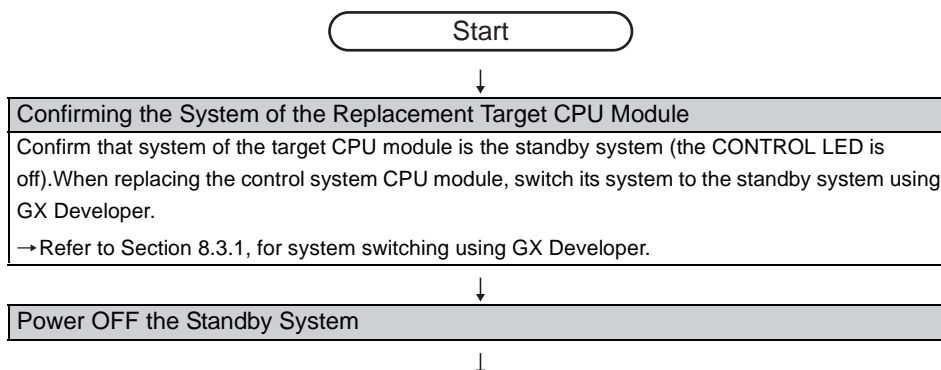 Start
Confirming the System of the Replacement Target CPU Module
Confirm that system of the target CPU module is the standby system (the CONTROL LED is
off).When replacing the control system CPU module, switch its system to the standby system using
GX Developer.
→Refer to Section 8.3.1, for system switching using GX Developer.
Power OFF the Standby System